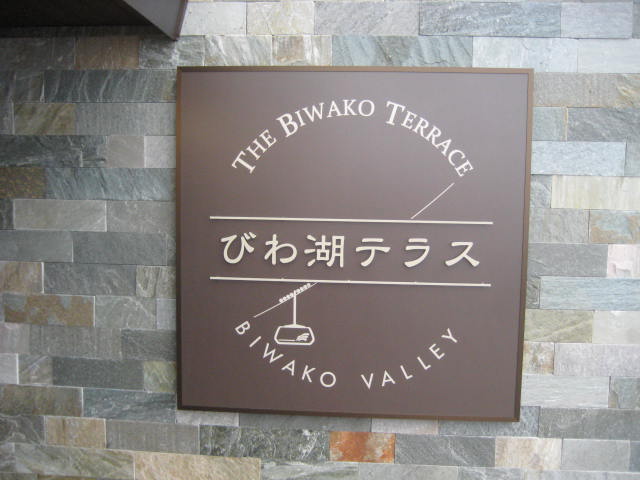 THE BIWAKO TERRACE
びわ湖テラス
BIWAKO VALLEY